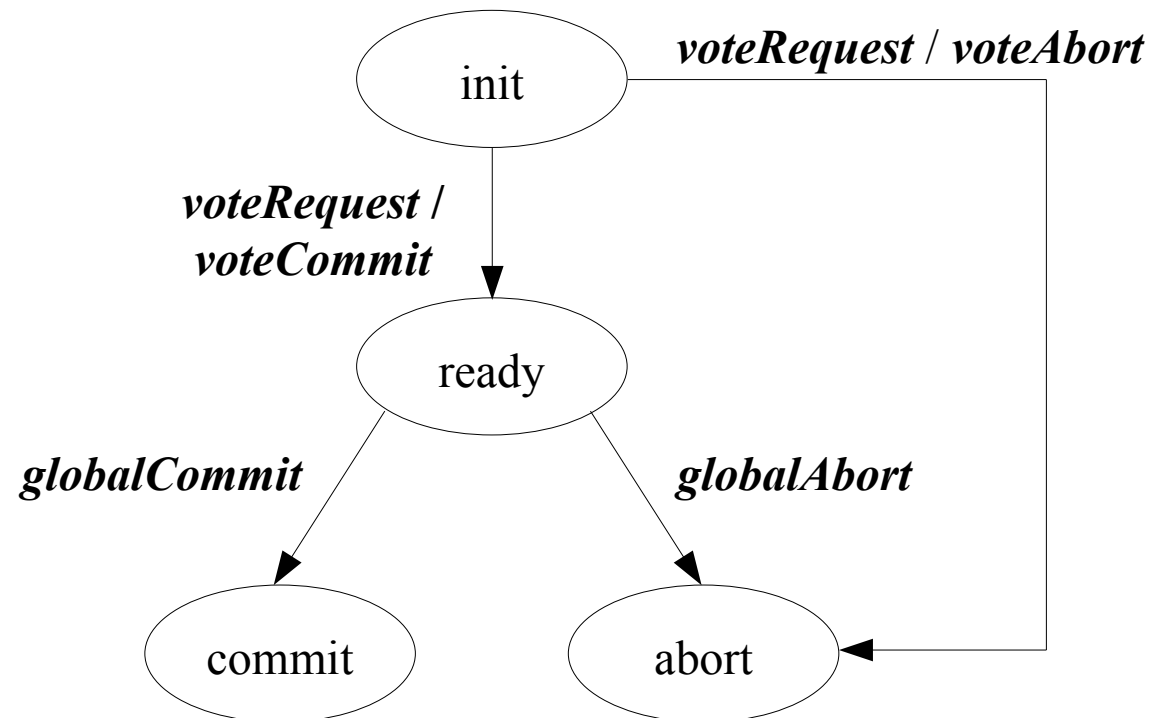 voteRequest / voteAbort
init
voteRequest /
voteCommit
ready
globalCommit
globalAbort
commit
abort